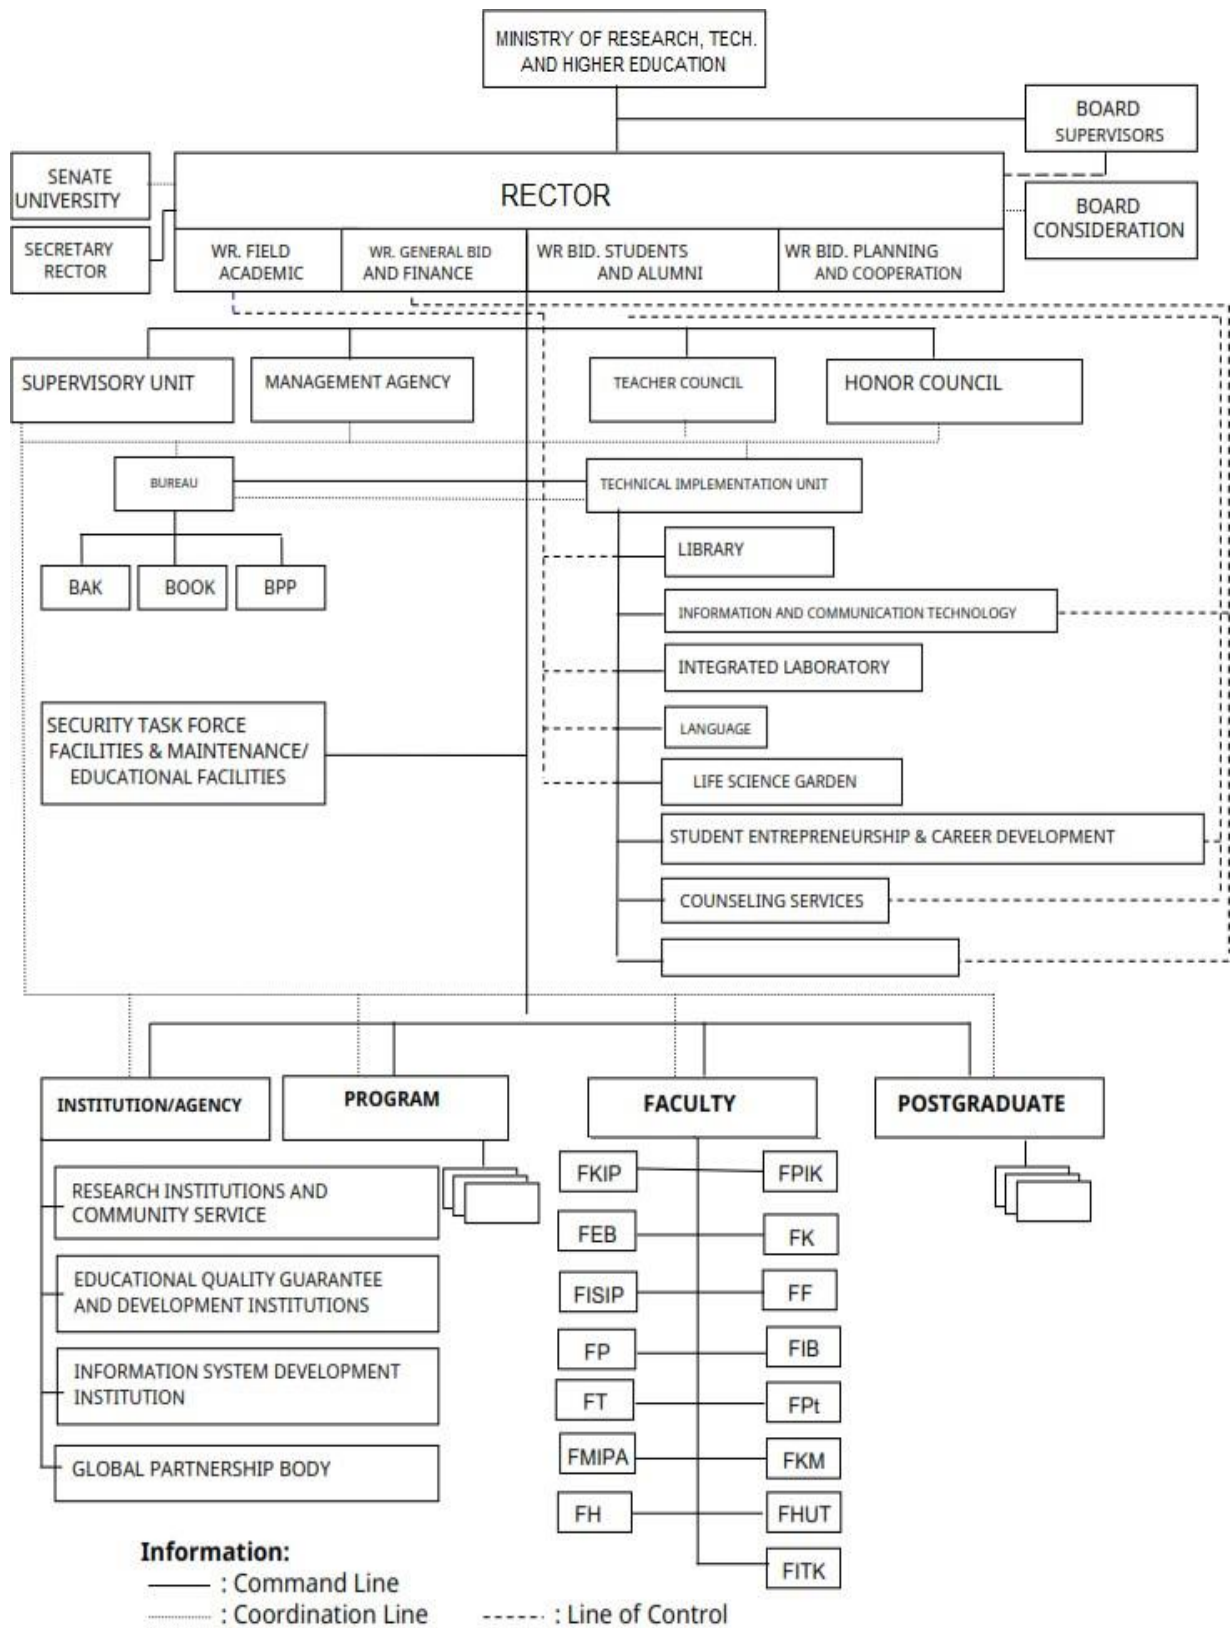 MINISTRY OF RESEARCH, TECH.
AND HIGHER EDUCATION
BOARD
SUPERVISORS
SENATE
UNIVERSITY
RECTOR
BOARD
CONSIDERATION
SECRETARY
RECTOR
WR. FIELD
ACADEMIC
WR. GENERAL BID
AND FINANCE
WR BID. STUDENTS
AND ALUMNI
WR BID. PLANNING
AND COOPERATION
SUPERVISORY UNIT
MANAGEMENT AGENCY
TEACHER COUNCIL
HONOR COUNCIL
BUREAU
TECHNICAL IMPLEMENTATION UNIT
BAK
BOOK
BPP
LIBRARY
INFORMATION AND COMMUNICATION TECHNOLOGY
INTEGRATED LABORATORY
LANGUAGE
LIFE SCIENCE GARDEN
STUDENT ENTREPRENEURSHIP & CAREER DEVELOPMENT
COUNSELING SERVICES
SECURITY TASK FORCE
FACILITIES & MAINTENANCE/
EDUCATIONAL FACILITIES
INSTITUTION/AGENCY
PROGRAM
FACULTY
POSTGRADUATE
RESEARCH INSTITUTIONS AND
COMMUNITY SERVICE
EDUCATIONAL QUALITY GUARANTEE
AND DEVELOPMENT INSTITUTIONS
INFORMATION SYSTEM DEVELOPMENT
INSTITUTION
GLOBAL PARTNERSHIP BODY
FKIP
FPIK
FEB
FK
FISIP
FF
FP
FIB
FT
FPt
FMIPA
FKM
FH
FHUT
FITK
Information:
: Command Line
: Coordination Line
: Line of Control